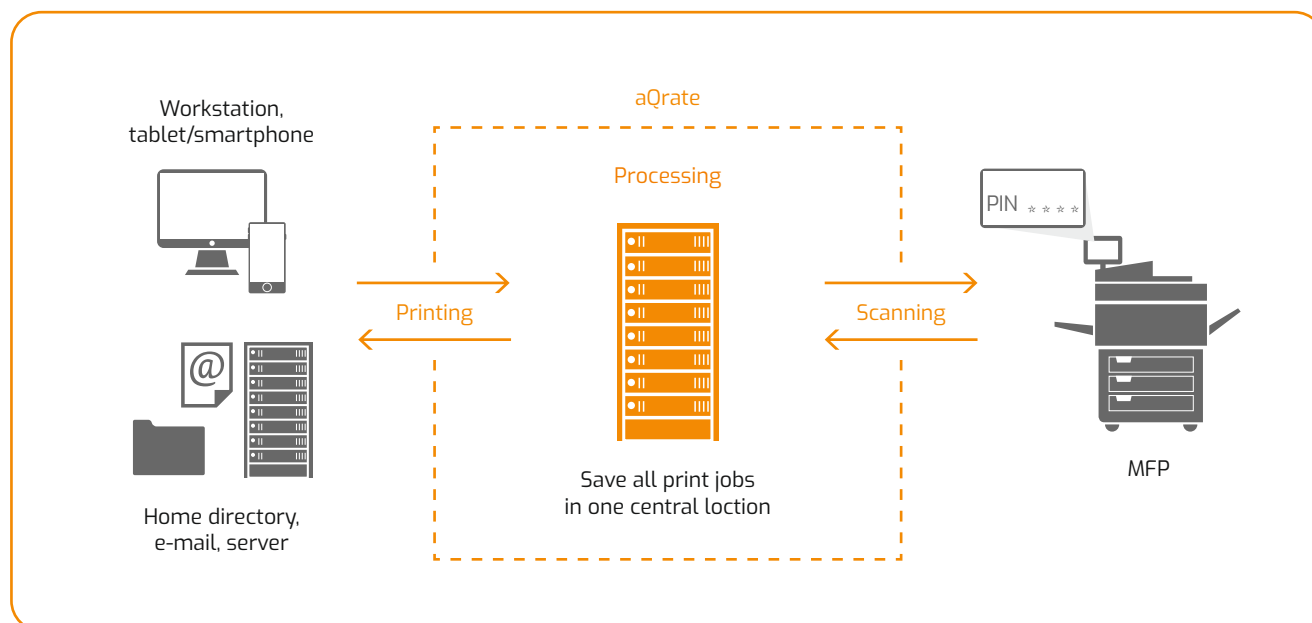 aQrate
Workstation,
tablet/smartphone
Processing
PIN ****
Printing
Scanning
@
Save all print jobs
in one central loction
MFP
Home directory,
e-mail, server